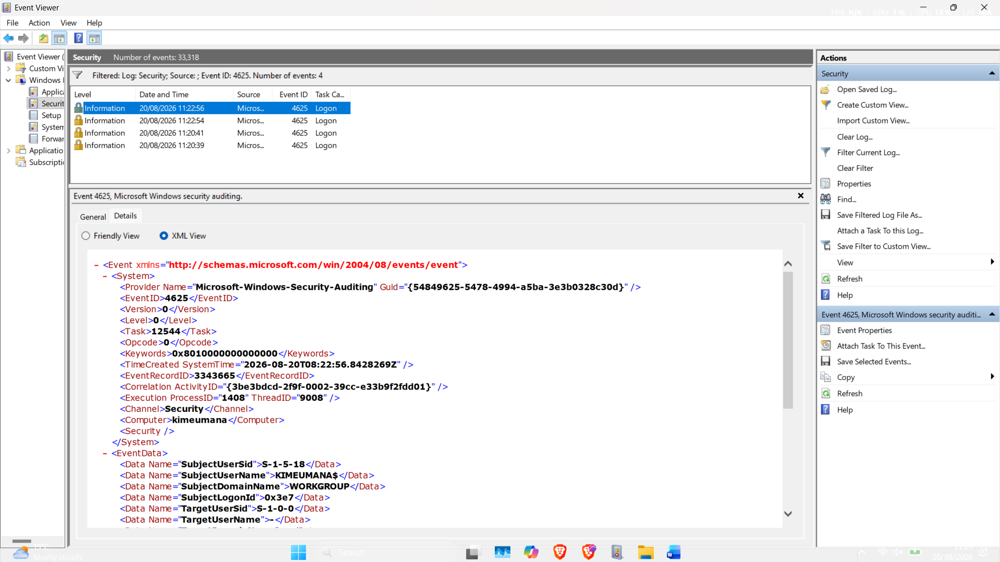 Event Viewer
FPS N/A | GPU 1 % | CPU 13 % | LAT N/A
File Action View Help
Event Viewer (
Custom Vi
Windows I
Applica
Securit
Setup
System
Forwar
Applicatio
Subscripti
Security Number of events: 33,318
Filtered: Log: Security; Source: ; Event ID: 4625. Number of events: 4
Level Date and Time Source Event ID Task Ca...
Information 20/08/2026 11:22:56 Micros... 4625 Logon
Information 20/08/2026 11:22:54 Micros... 4625 Logon
Information 20/08/2026 11:20:41 Micros... 4625 Logon
Information 20/08/2026 11:20:39 Micros... 4625 Logon
Event 4625, Microsoft Windows security auditing.
General Details
Friendly View XML View
- <Event xmlns="http://schemas.microsoft.com/win/2004/08/events/event">
- <System>
<Provider Name="Microsoft-Windows-Security-Auditing" Guid="{54849625-5478-4994-a5ba-3e3b0328c30d}" />
<EventID>4625</EventID>
<Version>0</Version>
<Level>0</Level>
<Task>12544</Task>
<Opcode>0</Opcode>
<Keywords>0x8010000000000000</Keywords>
<TimeCreated SystemTime="2026-08-20T08:22:56.8428269Z" />
<EventRecordID>3343665</EventRecordID>
<Correlation ActivityID="{3be3bdcd-2f9f-0002-39cc-e33b9f2fdd01}" />
<Execution ProcessID="1408" ThreadID="9008" />
<Channel>Security</Channel>
<Computer>kimeumana</Computer>
<Security />
</System>
- <EventData>
<Data Name="SubjectUserSid">S-1-5-18</Data>
<Data Name="SubjectUserName">KIMEUMANA$</Data>
<Data Name="SubjectDomainName">WORKGROUP</Data>
<Data Name="SubjectLogonId">0x3e7</Data>
<Data Name="TargetUserSid">S-1-0-0</Data>
<Data Name="TargetUserName">-</Data>
Actions
Security
Open Saved Log...
Create Custom View...
Import Custom View...
Clear Log...
Filter Current Log...
Clear Filter
Properties
Find...
Save Filtered Log File As...
Attach a Task To this Log...
Save Filter to Custom View...
View
Refresh
Help
Event 4625, Microsoft Windows security auditi...
Event Properties
Attach Task To This Event...
Save Selected Events...
Copy
Refresh
Help
19°C
Mostly cloudy
Search
20/08/2026